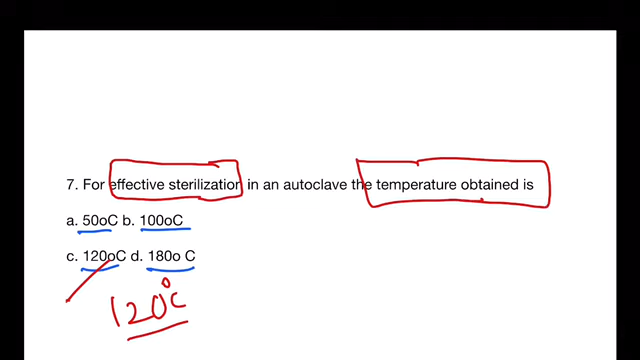 7. For effective sterilization in an autoclave the temperature obtained is
a. 50oC b. 100oC
c. 120oC d. 180o C
120°C